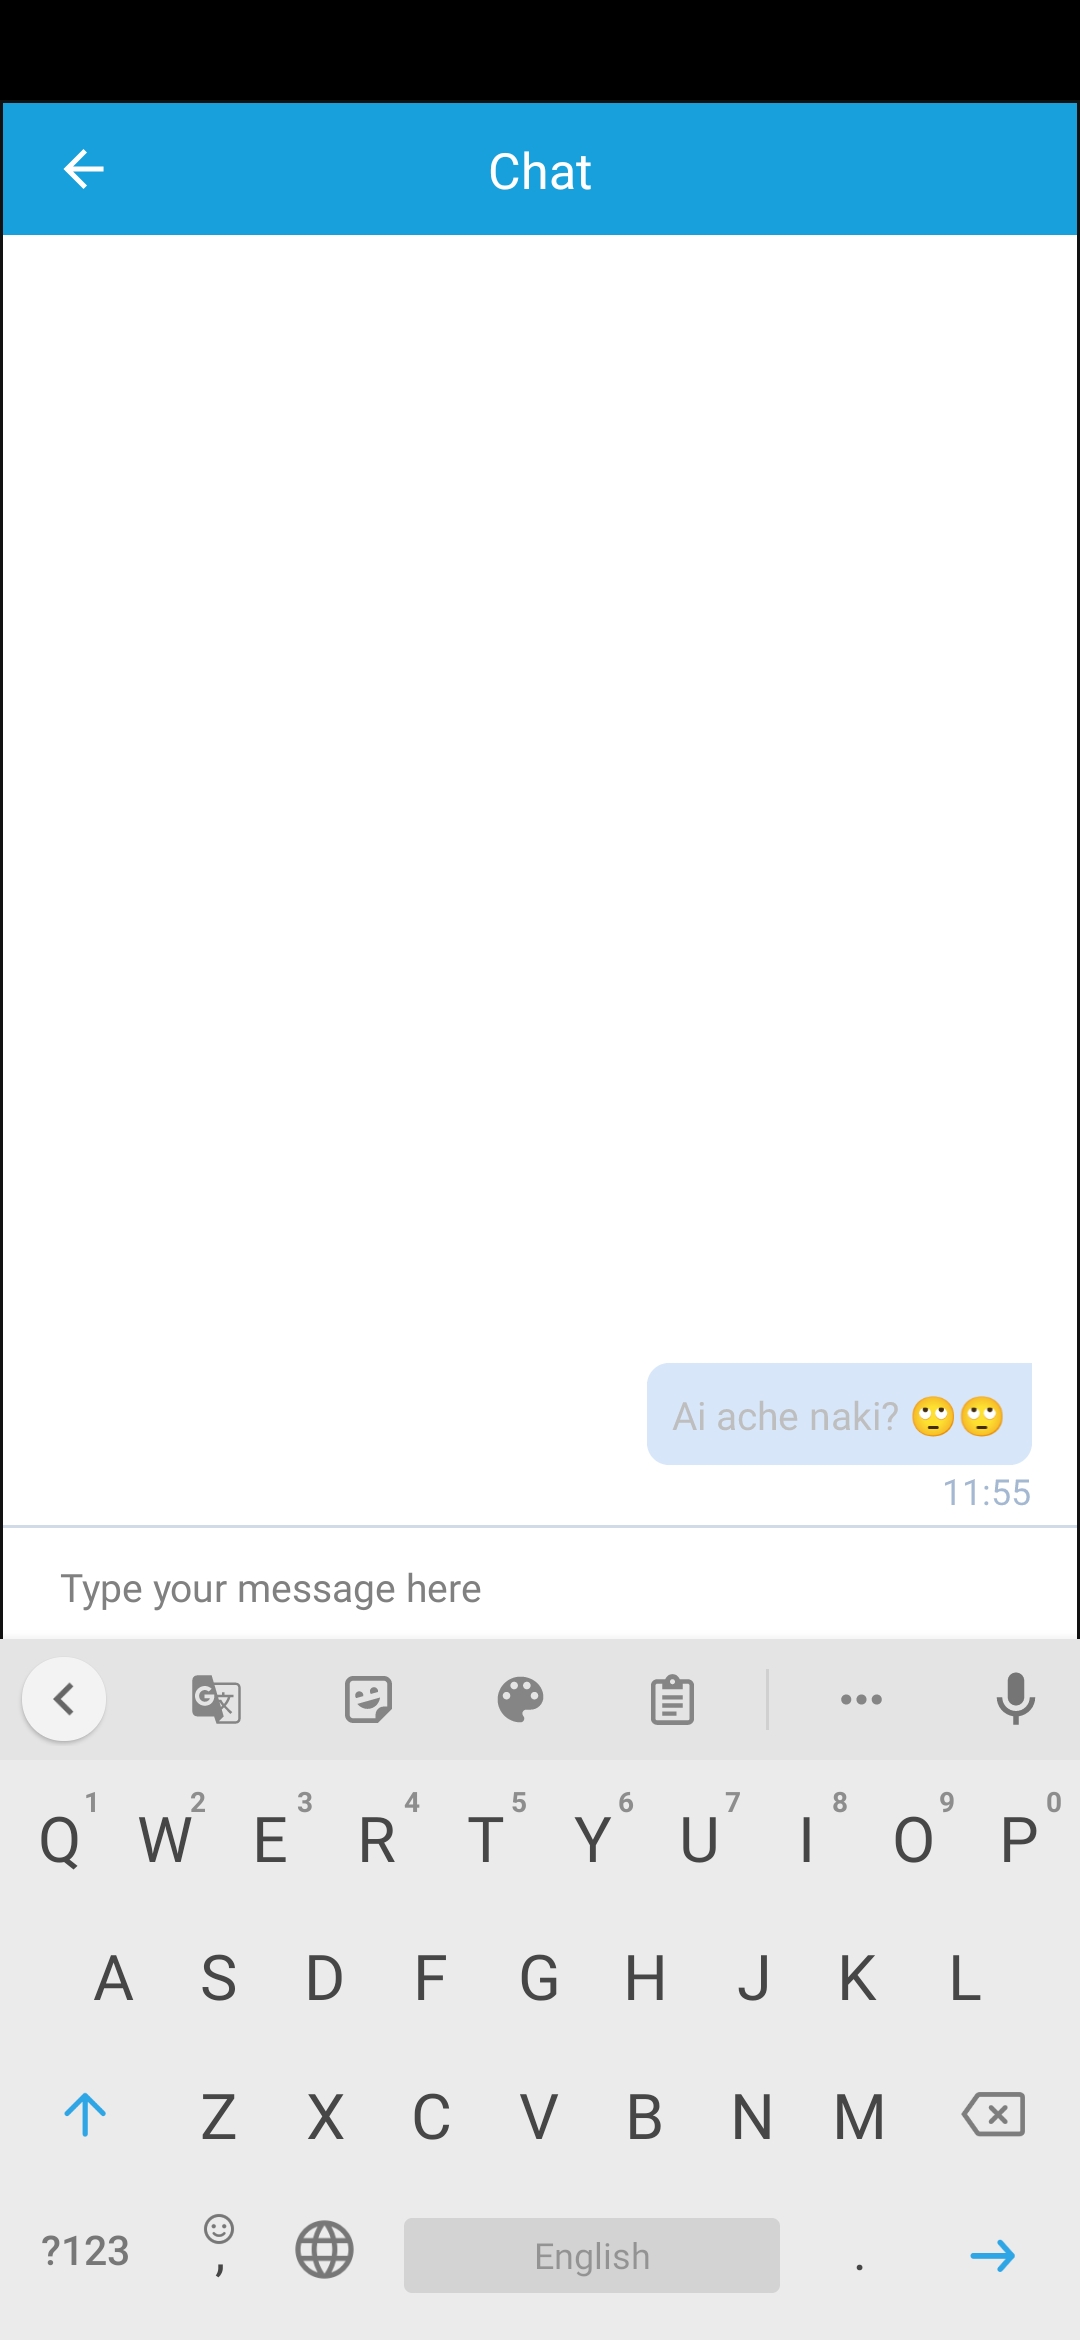 Chat
Ai ache naki? 🙄🙄
11:55
Type your message here
1 2 3 4 5 6 7 8 9 0
Q W E R T Y U I O P
A S D F G H J K L
Z X C V B N M
?123 , English .